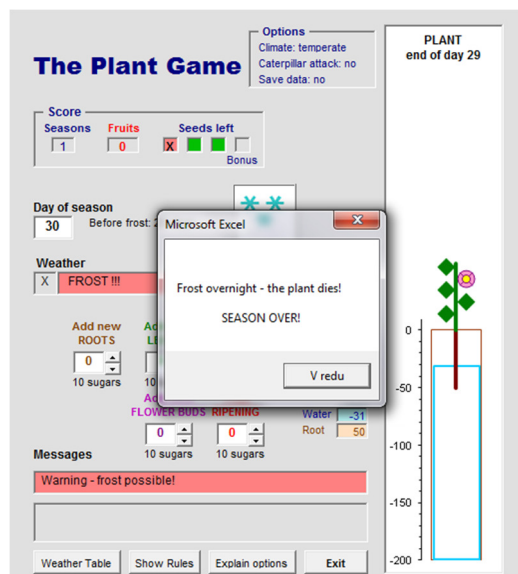 Options
Climate: temperate
Caterpillar attack: no
Save data: no
The Plant Game
PLANT
end of day 29
Score
Seasons Fruits Seeds left
1 0 X
Bonus
Day of season
30 Before frost:
Microsoft Excel
Frost overnight - the plant dies!
SEASON OVER!
V redu
Weather
X FROST !!!
Add new
ROOTS
0
10 sugars
FLOWER BUDS RIPENING
0 0
10 sugars 10 sugars
Water -31
Root 50
Messages
Warning - frost possible!
Weather Table Show Rules Explain options Exit
0
-50
-100
-150
-200